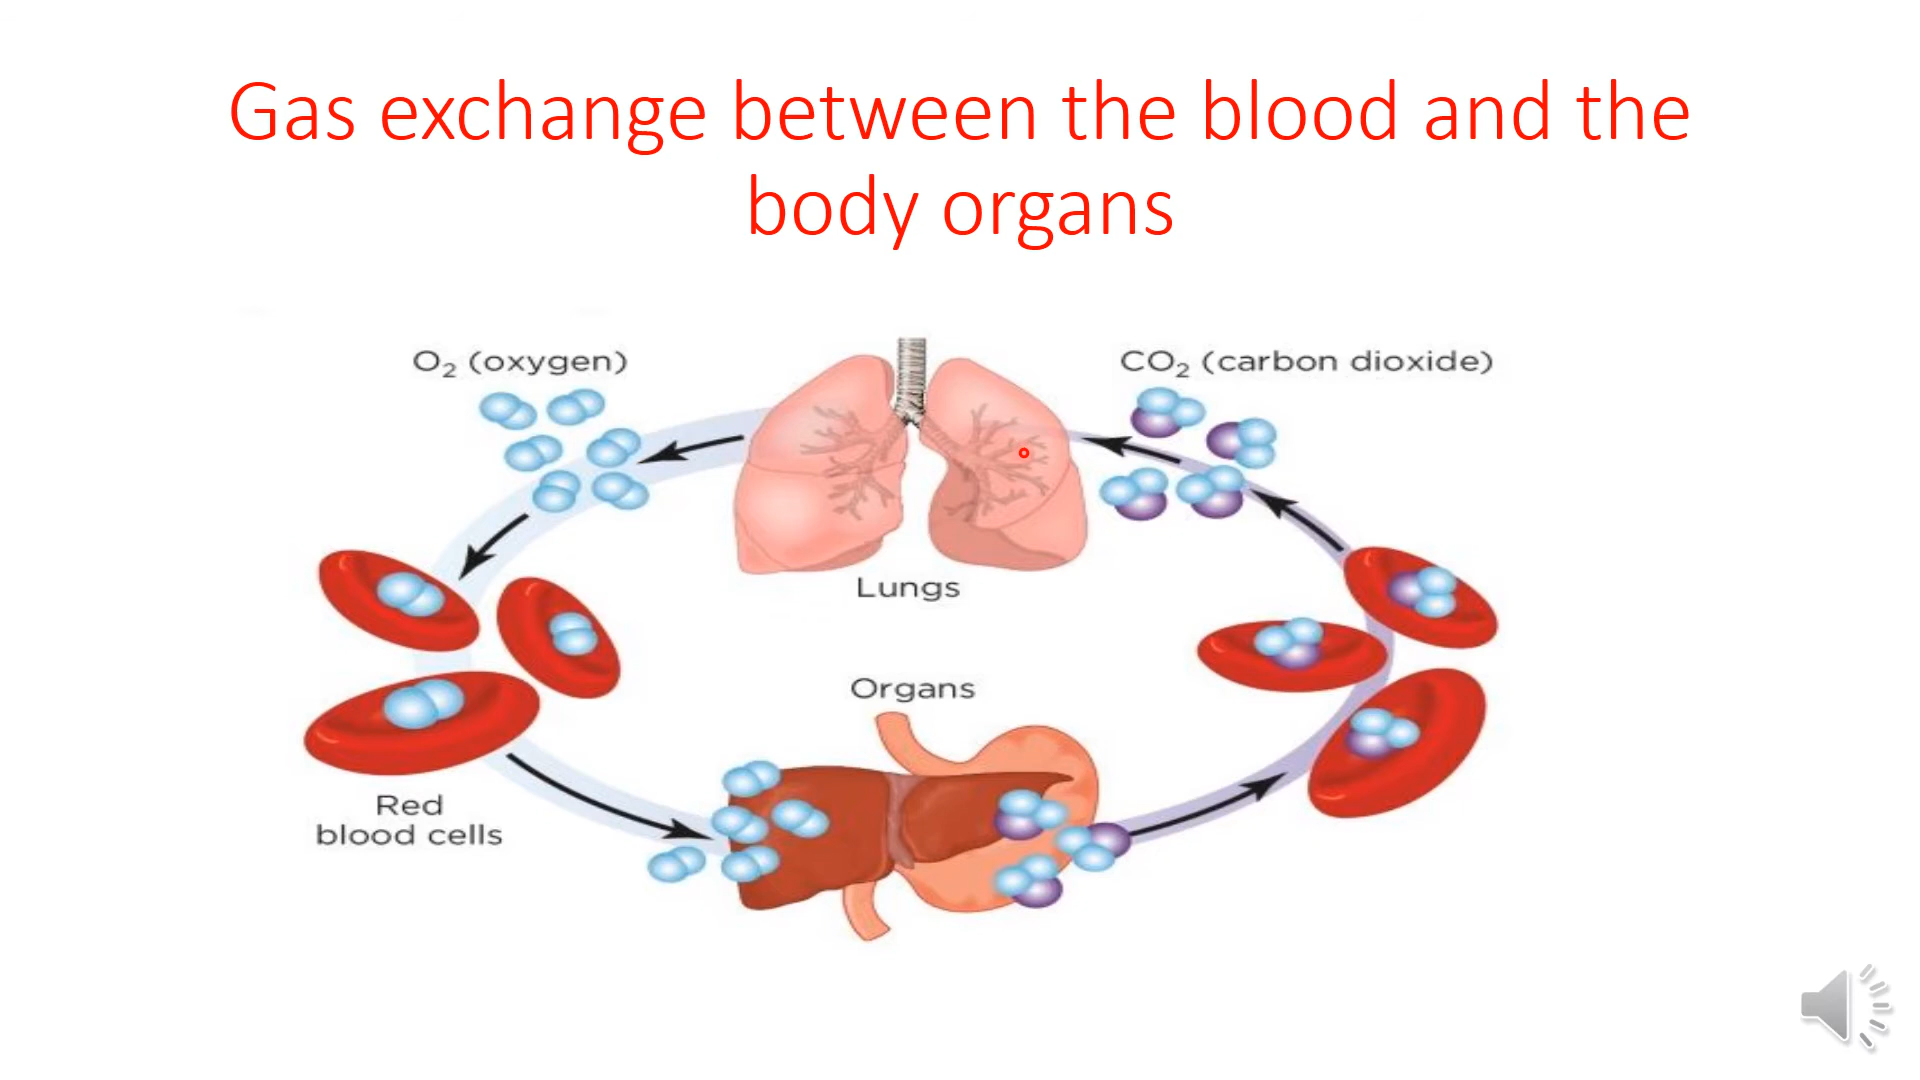 Gas exchange between the blood and the
body organs
O₂ (oxygen)
CO₂ (carbon dioxide)
Lungs
Organs
Red
blood cells